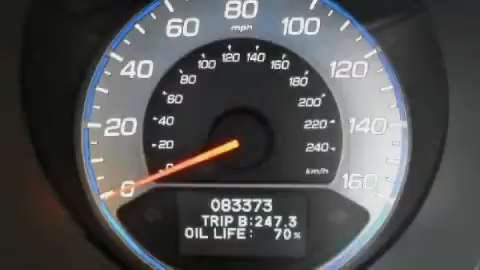 80
60 mph 100
40 120
20 140
0 160
120 140
100 160
80 180
60 200
40 220
20 240
0 km/h
083373
TRIP B:247.3
OIL LIFE: 70%